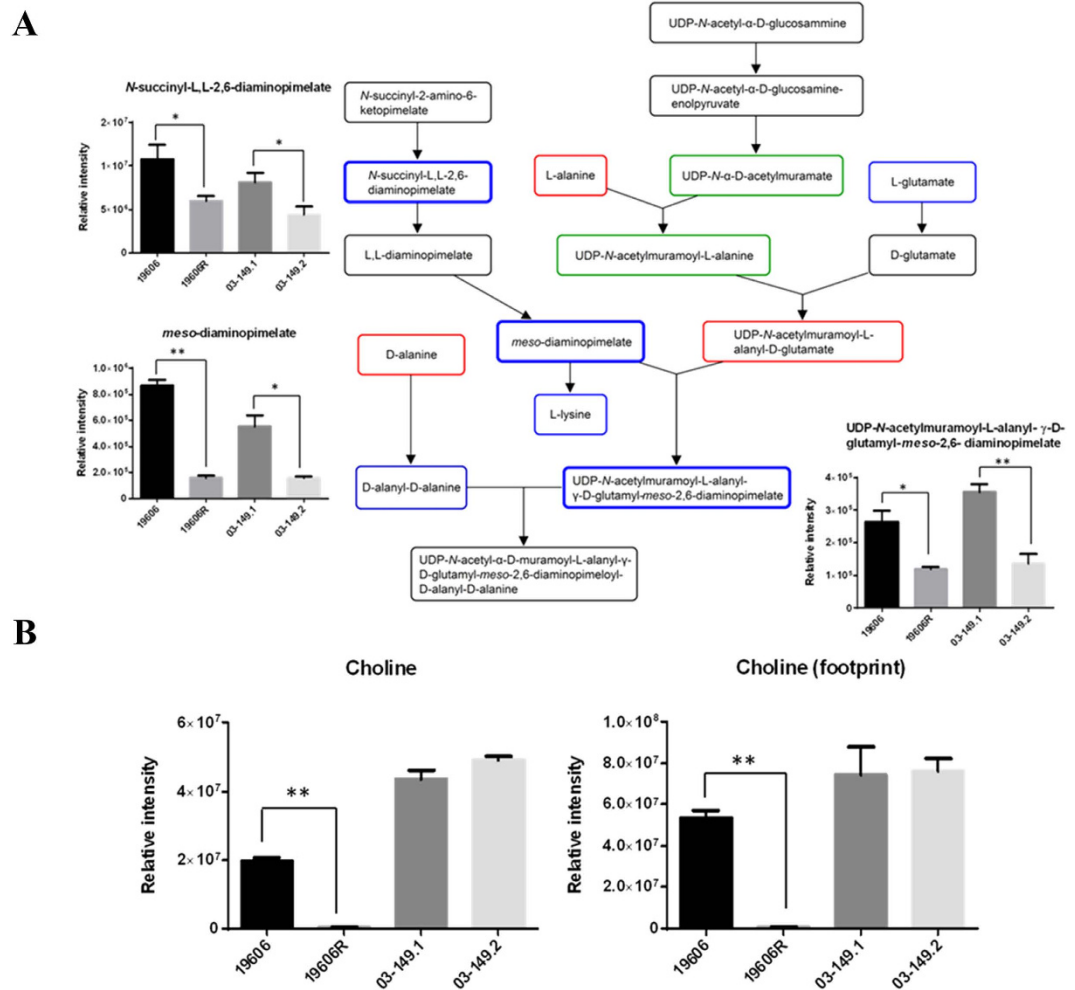 A
N-succinyl-L,L-2,6-diaminopimelate
Relative intensity
1×10⁷
5×10⁶
0
*
*
19606
19606R
03-149.1
03-149.2
meso-diaminopimelate
Relative intensity
1.0×10⁶
8.0×10⁵
6.0×10⁵
4.0×10⁵
2.0×10⁵
0
**
*
19606
19606R
03-149.1
03-149.2
UDP-N-acetyl-α-D-glucosammine
N-succinyl-2-amino-6-
ketopimelate
UDP-N-acetyl-α-D-glucosamine-
enolpyruvate
N-succinyl-L,L-2,6-
diaminopimelate
L-alanine
UDP-N-α-D-acetylmuramate
L-glutamate
L,L-diaminopimelate
UDP-N-acetylmuramoyl-L-alanine
D-glutamate
D-alanine
meso-diaminopimelate
UDP-N-acetylmuramoyl-L-
alanyl-D-glutamate
L-lysine
D-alanyl-D-alanine
UDP-N-acetylmuramoyl-L-alanyl-
γ-D-glutamyl-meso-2,6-diaminopimelate
UDP-N-acetyl-α-D-muramoyl-L-alanyl-γ-
D-glutamyl-meso-2,6-diaminopimeloyl-
D-alanyl-D-alanine
UDP-N-acetylmuramoyl-L-alanyl- γ-D-
glutamyl-meso-2,6- diaminopimelate
Relative intensity
4×10⁵
3×10⁵
2×10⁵
1×10⁵
0
*
**
19606
19606R
03-149.1
03-149.2
B
Choline
Relative intensity
6×10⁷
4×10⁷
2×10⁷
0
**
19606
19606R
03-149.1
03-149.2
Choline (footprint)
Relative intensity
1.0×10⁸
8.0×10⁷
6.0×10⁷
4.0×10⁷
2.0×10⁷
0
**
19606
19606R
03-149.1
03-149.2